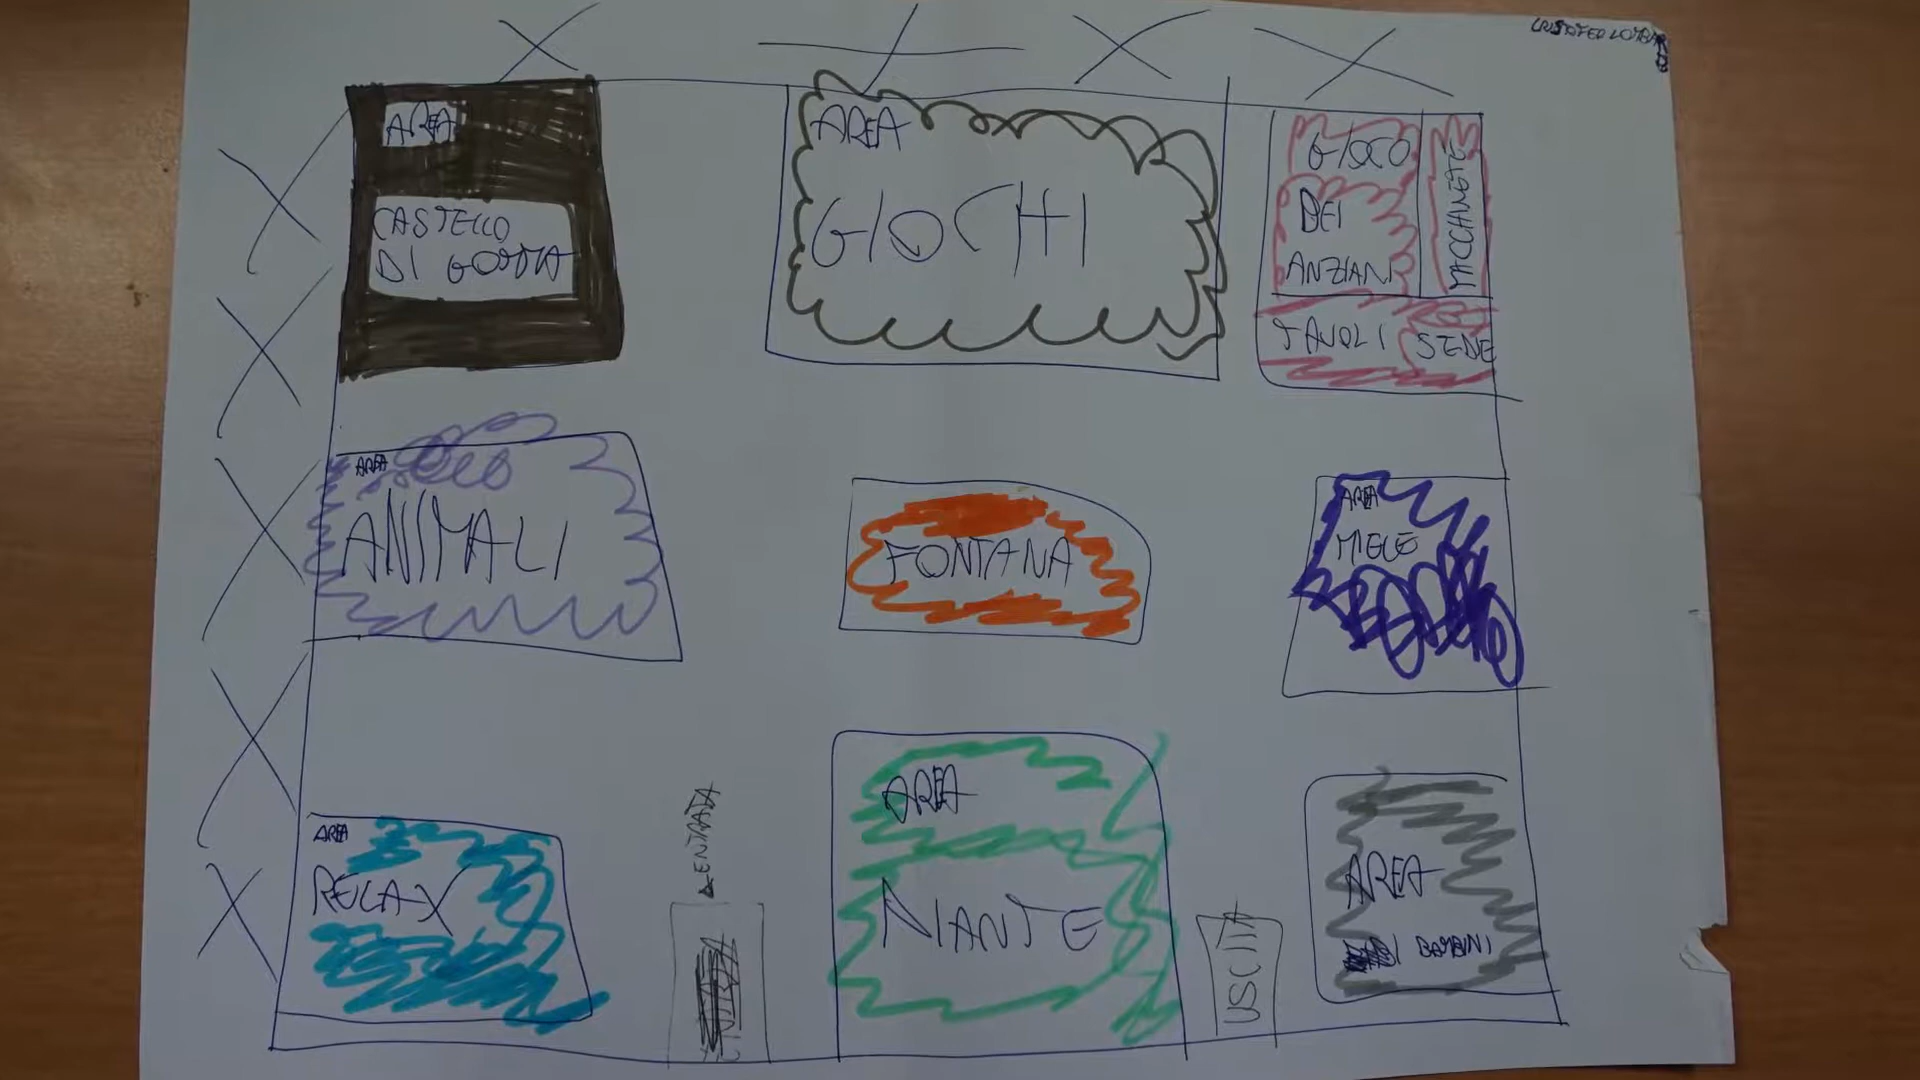 AREA
CASTELLO
DI GOMMA
AREA
GIOCHI
GIOCO
DEI
ANZIANI
MACCHINETE
TAVOLI
SEDIE
AREA
ANIMALI
FONTANA
AREA
MIELE
AREA
RELAX
ENTRATA
AREA
PIANTE
USCITA
AREA
BAMBINI